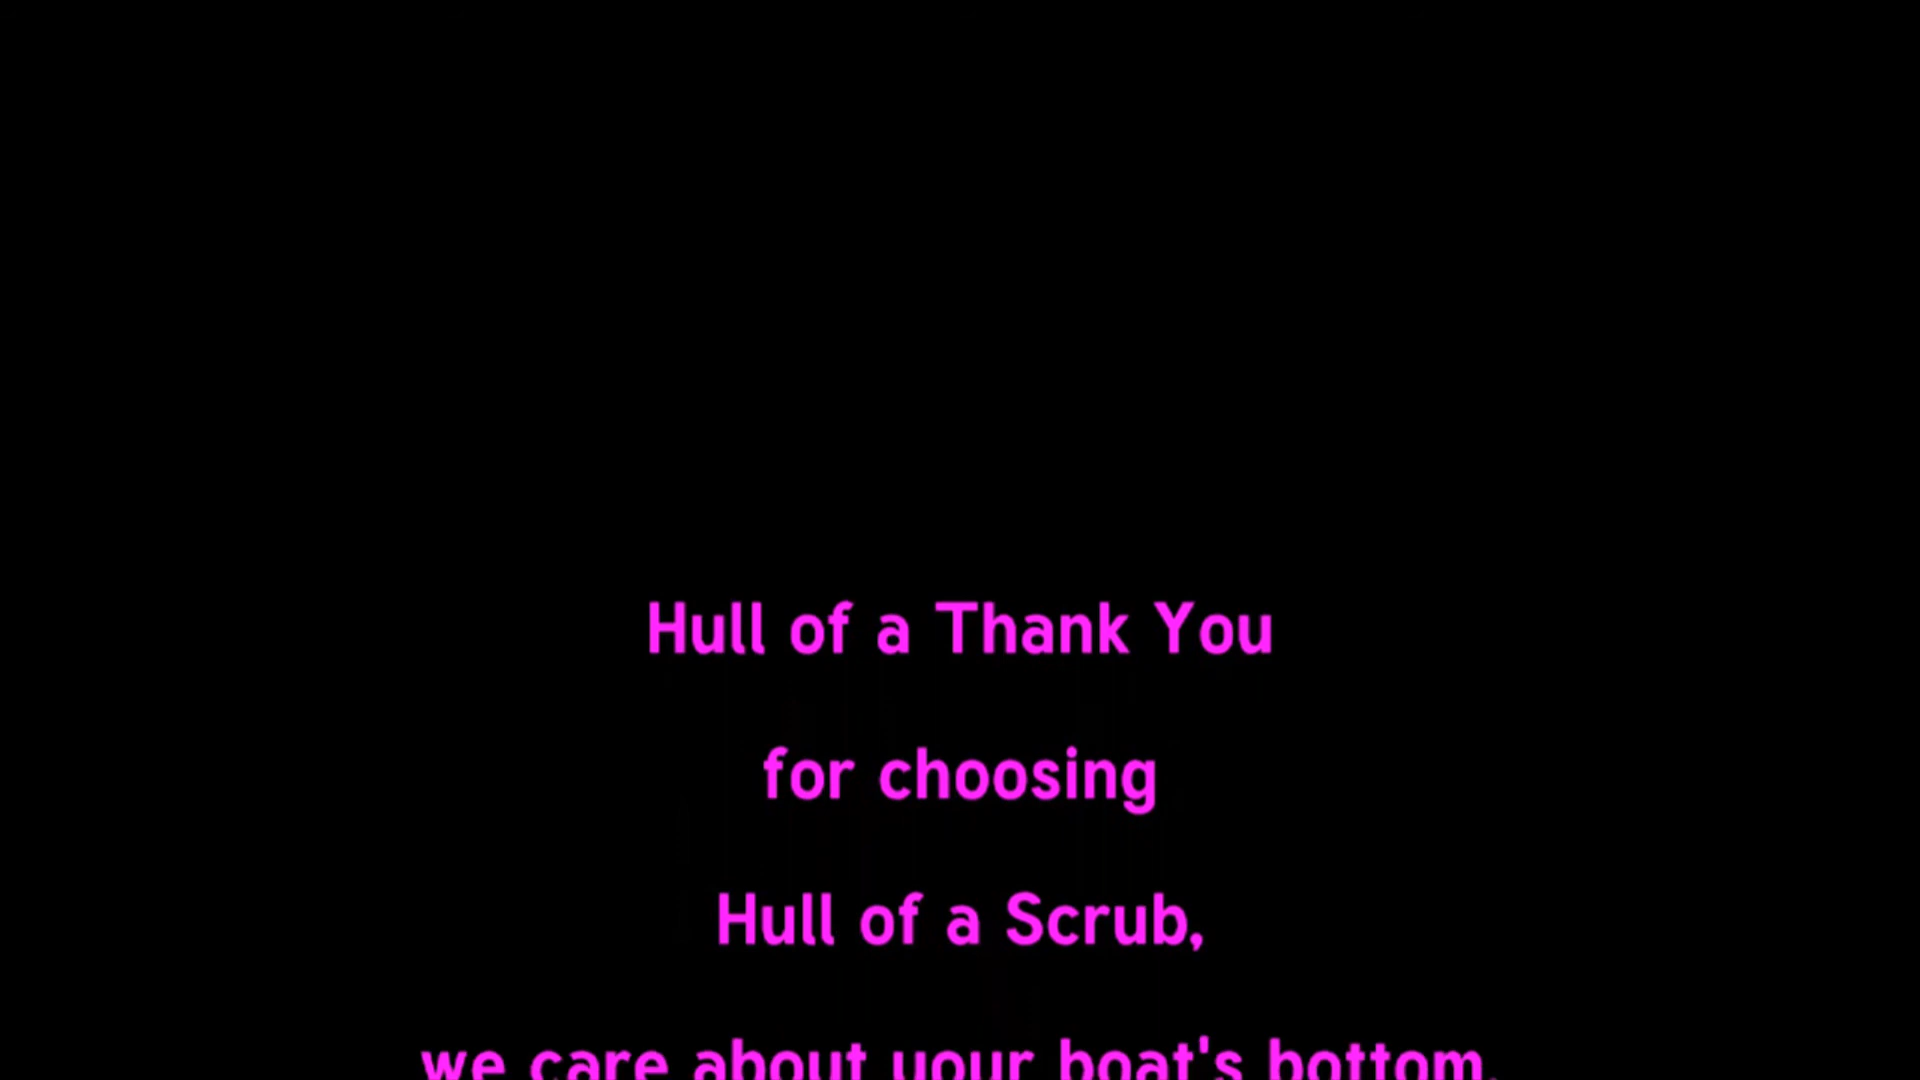 Hull of a Thank You
for choosing
Hull of a Scrub,
we care about your boat's bottom.